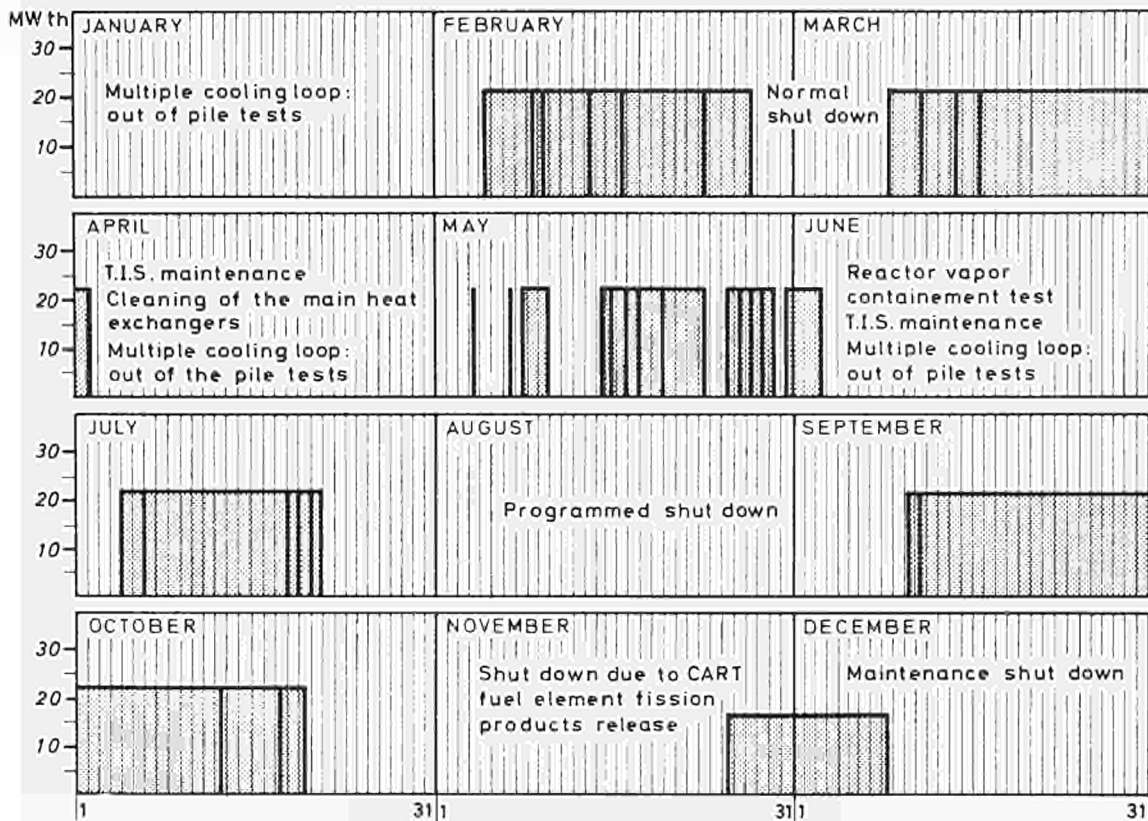 MW th
JANUARY
FEBRUARY
MARCH
30
20
10
Multiple cooling loop:
out of pile tests
Normal
shut down
APRIL
MAY
JUNE
30
20
10
T.I.S. maintenance
Cleaning of the main heat
exchangers
Multiple cooling loop:
out of the pile tests
Reactor vapor
containement test
T.I.S. maintenance
Multiple cooling loop:
out of pile tests
JULY
AUGUST
SEPTEMBER
30
20
10
Programmed shut down
OCTOBER
NOVEMBER
DECEMBER
30
20
10
Shut down due to CART
fuel element fission
products release
Maintenance shut down
1 31 1 31 1 31